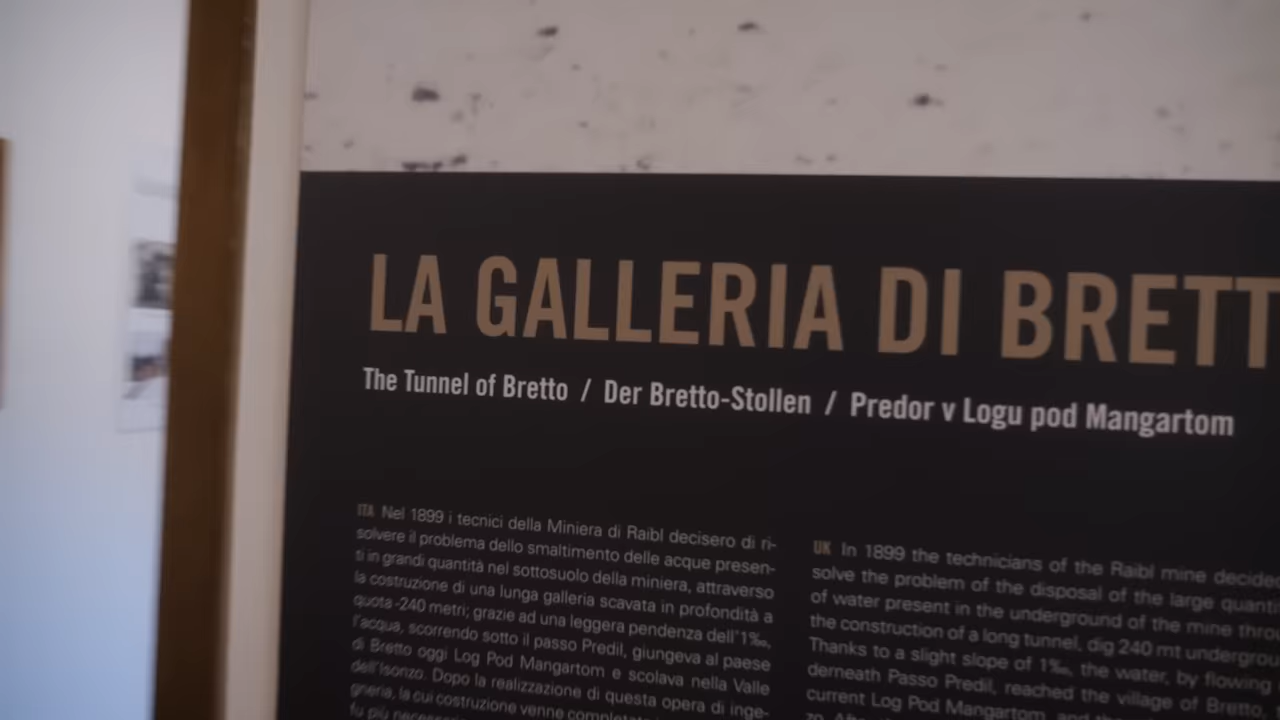 LA GALLERIA DI BRETT
The Tunnel of Bretto / Der Bretto-Stollen / Predor v Logu pod Mangartom
ITA Nel 1899 i tecnici della Miniera di Raibl decisero di ri-
solvere il problema dello smaltimento delle acque presen-
ti in grandi quantità nel sottosuolo della miniera, attraverso
la costruzione di una lunga galleria scavata in profondità a
quota -240 metri; grazie ad una leggera pendenza dell'1‰,
l'acqua, scorrendo sotto il passo Predil, giungeva al paese
di Bretto oggi Log Pod Mangartom e scolava nella Valle
dell'Isonzo. Dopo la realizzazione di questa opera di inge-
gneria, la cui costruzione venne
fu più
UK In 1899 the technicians of the Raibl mine decide
solve the problem of the disposal of the large quanti
of water present in the underground of the mine thro
the construction of a long tunnel, dig 240 mt undergrou
Thanks to a slight slope of 1‰, the water, by flowing
derneath Passo Predil, reached the village of Bretto
current Log Pod Mangartom